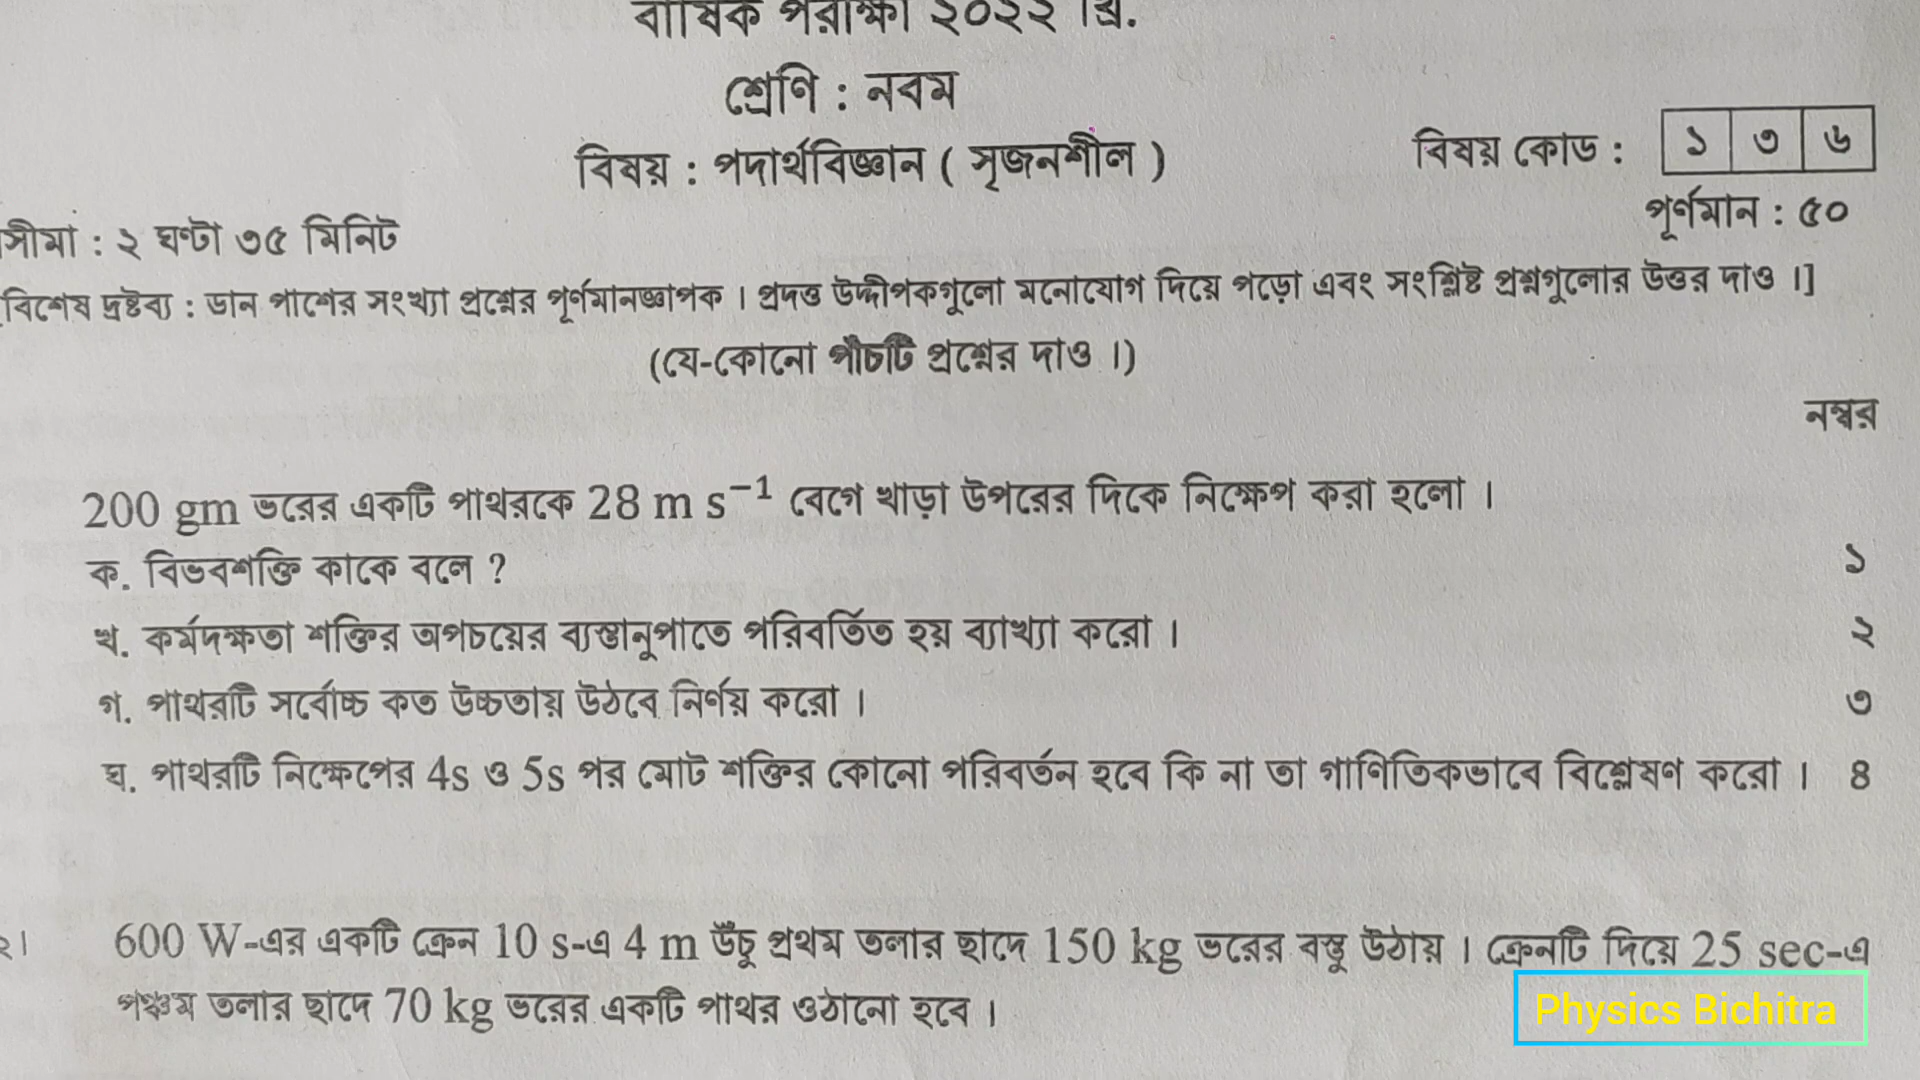 বার্ষিক পরীক্ষা ২০২২ খ্রি.
শ্রেণি : নবম
বিষয় : পদার্থবিজ্ঞান ( সৃজনশীল )
বিষয় কোড : ১ ৩ ৬
পূর্ণমান : ৫০
সীমা : ২ ঘণ্টা ৩৫ মিনিট
বিশেষ দ্রষ্টব্য : ডান পাশের সংখ্যা প্রশ্নের পূর্ণমানজ্ঞাপক । প্রদত্ত উদ্দীপকগুলো মনোযোগ দিয়ে পড়ো এবং সংশ্লিষ্ট প্রশ্নগুলোর উত্তর দাও ।]
(যে-কোনো পাঁচটি প্রশ্নের দাও ।)
নম্বর
200 gm ভরের একটি পাথরকে 28 m s⁻¹ বেগে খাড়া উপরের দিকে নিক্ষেপ করা হলো ।
ক. বিভবশক্তি কাকে বলে ? ১
খ. কর্মদক্ষতা শক্তির অপচয়ের ব্যস্তানুপাতে পরিবর্তিত হয় ব্যাখ্যা করো । ২
গ. পাথরটি সর্বোচ্চ কত উচ্চতায় উঠবে নির্ণয় করো । ৩
ঘ. পাথরটি নিক্ষেপের 4s ও 5s পর মোট শক্তির কোনো পরিবর্তন হবে কি না তা গাণিতিকভাবে বিশ্লেষণ করো । ৪
২। 600 W-এর একটি ক্রেন 10 s-এ 4 m উঁচু প্রথম তলার ছাদে 150 kg ভরের বস্তু উঠায় । ক্রেনটি দিয়ে 25 sec-এ
পঞ্চম তলার ছাদে 70 kg ভরের একটি পাথর ওঠানো হবে ।
Physics Bichitra